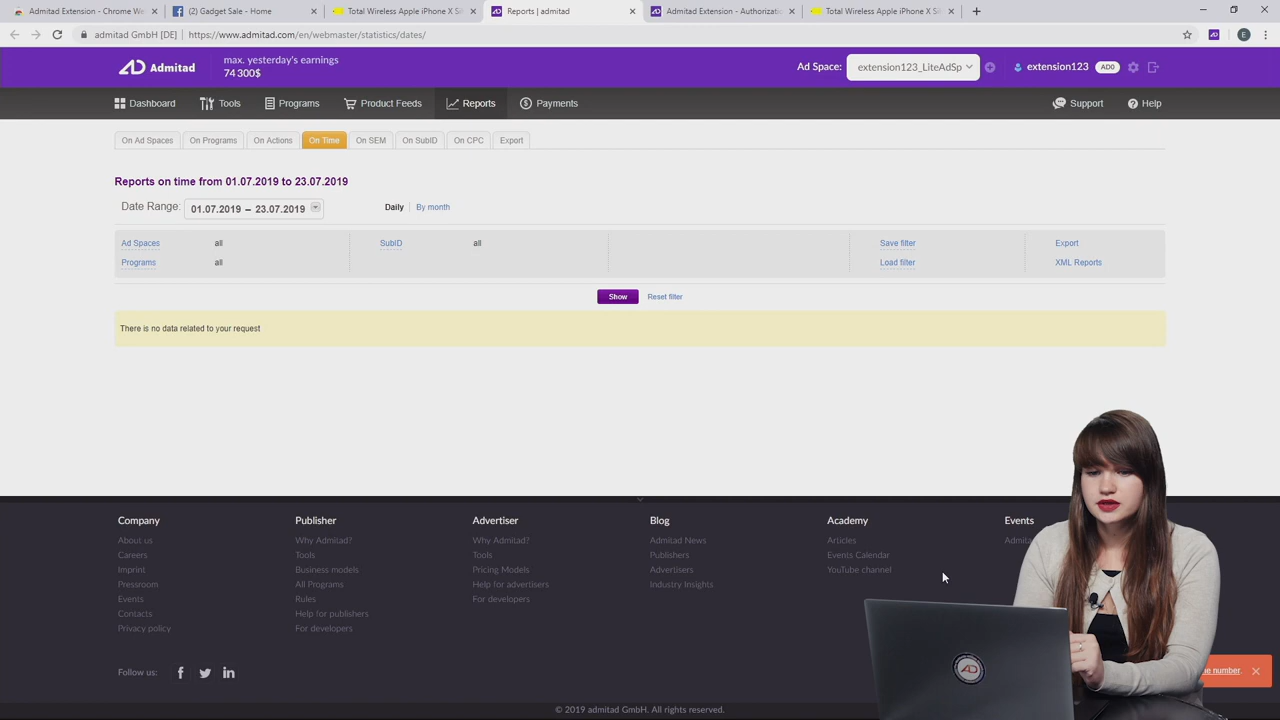 Admitad Extension - Chrome We
(2) Gadget Sale - Home
Total Wireless Apple iPhone X Sil
Reports | admitad
Admitad Extension - Authorizatio
Total Wireless Apple iPhone X Sil
admitad GmbH [DE]
https://www.admitad.com/en/webmaster/statistics/dates/
E
Admitad
max. yesterday's earnings
74 300$
Ad Space:
extension123_LiteAdSp
extension123
AD0
Dashboard
Tools
Programs
Product Feeds
Reports
Payments
Support
Help
On Ad Spaces
On Programs
On Actions
On Time
On SEM
On SubID
On CPC
Export
Reports on time from 01.07.2019 to 23.07.2019
Date Range:
01.07.2019 – 23.07.2019
Daily
By month
Ad Spaces
all
SubID
all
Save filter
Export
Programs
all
Load filter
XML Reports
Show
Reset filter
There is no data related to your request
Company
About us
Careers
Imprint
Pressroom
Events
Contacts
Privacy policy
Publisher
Why Admitad?
Tools
Business models
All Programs
Rules
Help for publishers
For developers
Advertiser
Why Admitad?
Tools
Pricing Models
Help for advertisers
For developers
Blog
Admitad News
Publishers
Advertisers
Industry Insights
Academy
Articles
Events Calendar
YouTube channel
Events
Admita
Follow us:
number.
© 2019 admitad GmbH. All rights reserved.